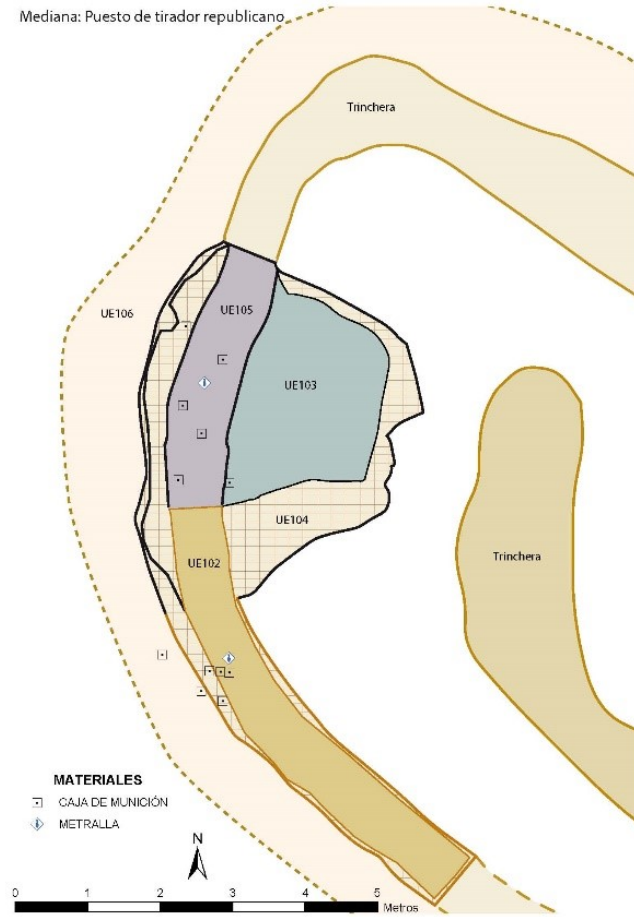 Mediana: Puesto de tirador republicano
Trinchera
UE106
UE105
UE103
UE104
Trinchera
UE102
MATERIALES
CAJA DE MUNICIÓN
METRALLA
N
0 1 2 3 4 5
Metros